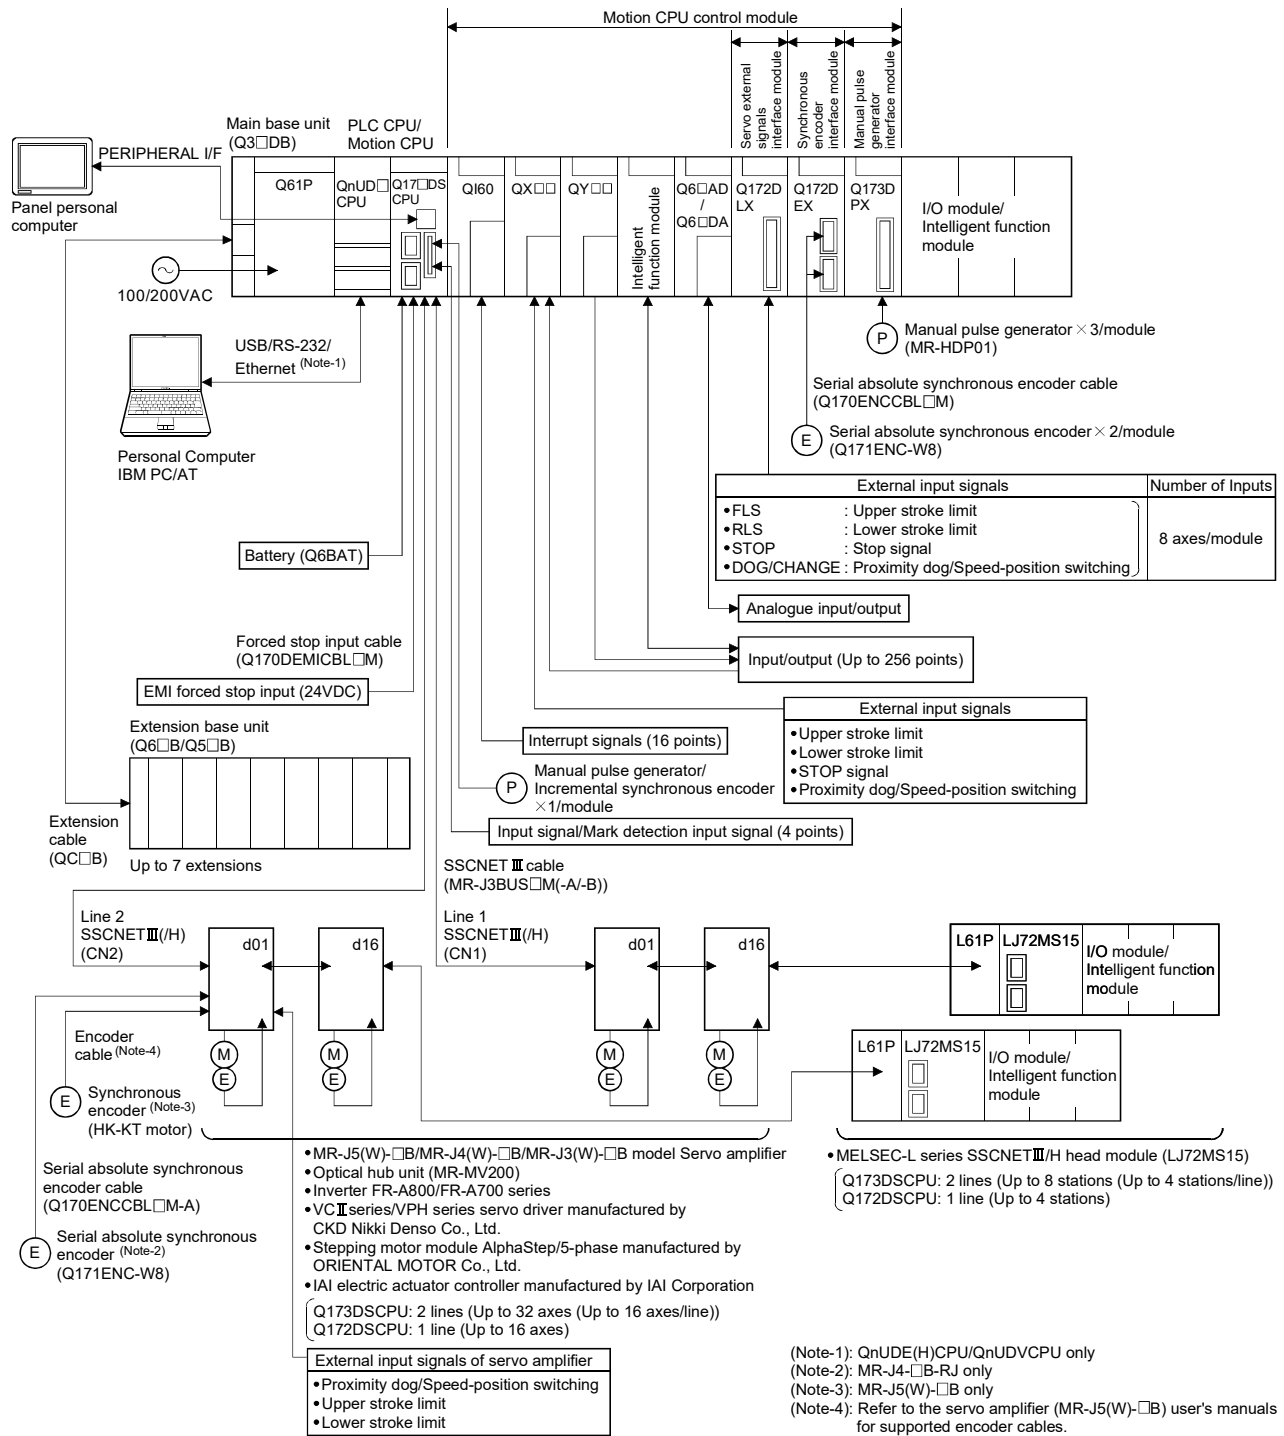 Motion CPU control module
Servo external
signals
interface module
Synchronous
encoder
interface module
Manual pulse
generator
interface module
Main base unit
(Q3□DB)
PLC CPU/
Motion CPU
PERIPHERAL I/F
Panel personal
computer
Q61P
QnUD□
CPU
Q17□DS
CPU
QI60
QX□□
QY□□
Intelligent
function module
Q6□AD
/
Q6□DA
Q172D
LX
Q172D
EX
Q173D
PX
I/O module/
Intelligent function
module
100/200VAC
USB/RS-232/
Ethernet (Note-1)
Personal Computer
IBM PC/AT
P
Manual pulse generator×3/module
(MR-HDP01)
Serial absolute synchronous encoder cable
(Q170ENCCBL□M)
E
Serial absolute synchronous encoder×2/module
(Q171ENC-W8)
External input signals
Number of Inputs
•FLS : Upper stroke limit
•RLS : Lower stroke limit
•STOP : Stop signal
•DOG/CHANGE : Proximity dog/Speed-position switching
8 axes/module
Battery (Q6BAT)
Analogue input/output
Forced stop input cable
(Q170DEMICBL□M)
Input/output (Up to 256 points)
EMI forced stop input (24VDC)
External input signals
•Upper stroke limit
•Lower stroke limit
•STOP signal
•Proximity dog/Speed-position switching
Extension base unit
(Q6□B/Q5□B)
Interrupt signals (16 points)
P
Manual pulse generator/
Incremental synchronous encoder
×1/module
Input signal/Mark detection input signal (4 points)
Extension
cable
(QC□B)
Up to 7 extensions
SSCNETⅢ cable
(MR-J3BUS□M(-A/-B))
Line 2
SSCNETⅢ(/H)
(CN2)
d01
d16
M
E
M
E
Line 1
SSCNETⅢ(/H)
(CN1)
d01
d16
M
E
M
E
L61P
LJ72MS15
I/O module/
Intelligent function
module
L61P
LJ72MS15
I/O module/
Intelligent function
module
Encoder
cable (Note-4)
E
Synchronous
encoder (Note-3)
(HK-KT motor)
Serial absolute synchronous
encoder cable
(Q170ENCCBL□M-A)
E
Serial absolute synchronous
encoder (Note-2)
(Q171ENC-W8)
•MR-J5(W)-□B/MR-J4(W)-□B/MR-J3(W)-□B model Servo amplifier
•Optical hub unit (MR-MV200)
•Inverter FR-A800/FR-A700 series
•VCⅡ series/VPH series servo driver manufactured by
CKD Nikki Denso Co., Ltd.
•Stepping motor module AlphaStep/5-phase manufactured by
ORIENTAL MOTOR Co., Ltd.
•IAI electric actuator controller manufactured by IAI Corporation
Q173DSCPU: 2 lines (Up to 32 axes (Up to 16 axes/line))
Q172DSCPU: 1 line (Up to 16 axes)
•MELSEC-L series SSCNETⅢ/H head module (LJ72MS15)
Q173DSCPU: 2 lines (Up to 8 stations (Up to 4 stations/line))
Q172DSCPU: 1 line (Up to 4 stations)
External input signals of servo amplifier
•Proximity dog/Speed-position switching
•Upper stroke limit
•Lower stroke limit
(Note-1): QnUDE(H)CPU/QnUDVCPU only
(Note-2): MR-J4-□B-RJ only
(Note-3): MR-J5(W)-□B only
(Note-4): Refer to the servo amplifier (MR-J5(W)-□B) user's manuals
for supported encoder cables.